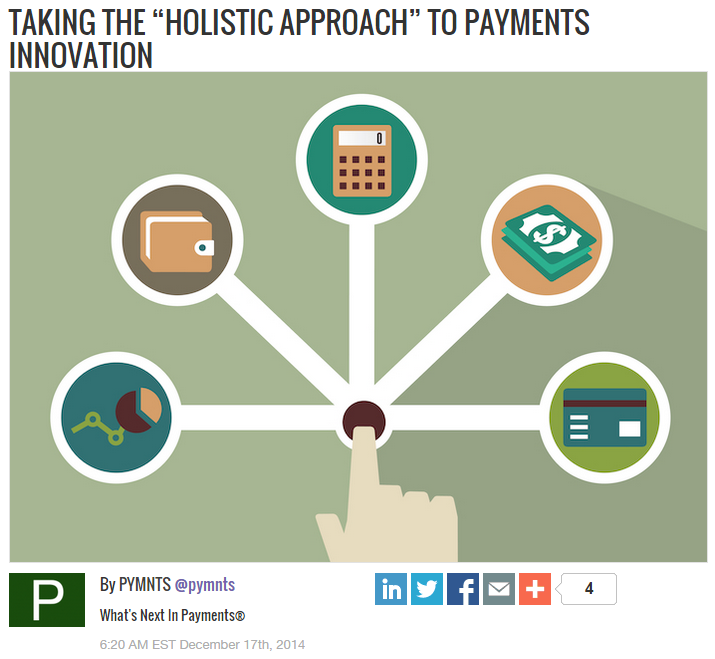 TAKING THE “HOLISTIC APPROACH” TO PAYMENTS
INNOVATION
0
$
P
By PYMNTS @pymnts
in
f
4
What's Next In Payments®
6:20 AM EST December 17th, 2014